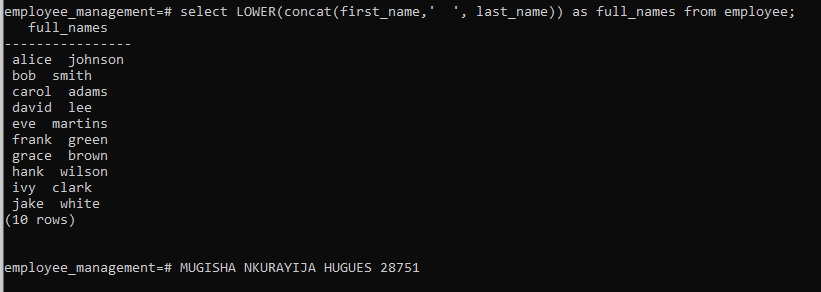 employee_management=# select LOWER(concat(first_name,'  ', last_name)) as full_names from employee;
   full_names
----------------
 alice  johnson
 bob  smith
 carol  adams
 david  lee
 eve  martins
 frank  green
 grace  brown
 hank  wilson
 ivy  clark
 jake  white
(10 rows)
employee_management=# MUGISHA NKURAYIJA HUGUES 28751